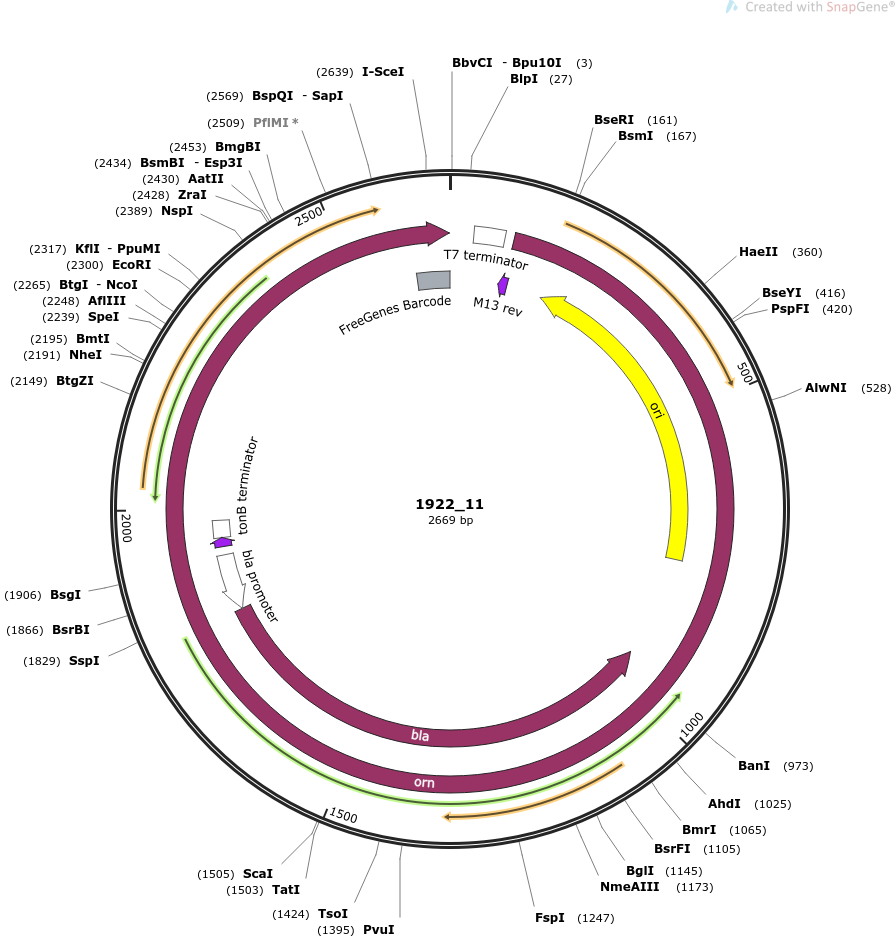 Created with SnapGene®
(2639) I-SceI
BbvCI - Bpu10I (3)
BlpI (27)
(2569) BspQI - SapI
(2509) PflMI *
BseRI (161)
BsmI (167)
(2453) BmgBI
(2434) BsmBI - Esp3I
(2430) AatII
(2428) ZraI
(2389) NspI
2500
(2317) KflI - PpuMI
(2300) EcoRI
(2265) BtgI - NcoI
(2248) AflIII
(2239) SpeI
(2195) BmtI
(2191) NheI
(2149) BtgZI
HaeII (360)
BseYI (416)
PspFI (420)
500
AlwNI (528)
T7 terminator
FreeGenes Barcode
M13 rev
ori
tonB terminator
bla promoter
1922_11
2669 bp
2000
(1906) BsgI
(1866) BsrBI
(1829) SspI
bla
orn
1000
BanI (973)
AhdI (1025)
BmrI (1065)
BsrFI (1105)
BglI (1145)
NmeAIII (1173)
FspI (1247)
1500
(1505) ScaI
(1503) TatI
(1424) TsoI
(1395) PvuI